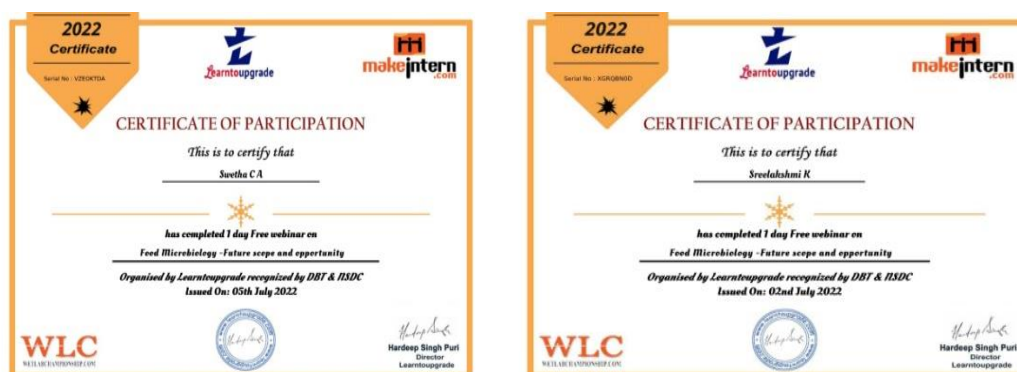 2022
Certificate
Serial No : VZEOKTDA
Learntoupgrade
makeintern
.com
CERTIFICATE OF PARTICIPATION
This is to certify that
Swetha C A
has completed 1 day Free webinar on
Food Microbiology -Future scope and opportunity
Organised by Learntoupgrade recognized by DBT & NSDC
Issued On: 05th July 2022
WLC
WETLABCHAMPIONSHIP.COM
Hardeep Singh Puri
Director
Learntoupgrade
2022
Certificate
Serial No : XGRQBN0D
Learntoupgrade
makeintern
.com
CERTIFICATE OF PARTICIPATION
This is to certify that
Sreelakshmi K
has completed 1 day Free webinar on
Food Microbiology -Future scope and opportunity
Organised by Learntoupgrade recognized by DBT & NSDC
Issued On: 02nd July 2022
WLC
WETLABCHAMPIONSHIP.COM
Hardeep Singh Puri
Director
Learntoupgrade